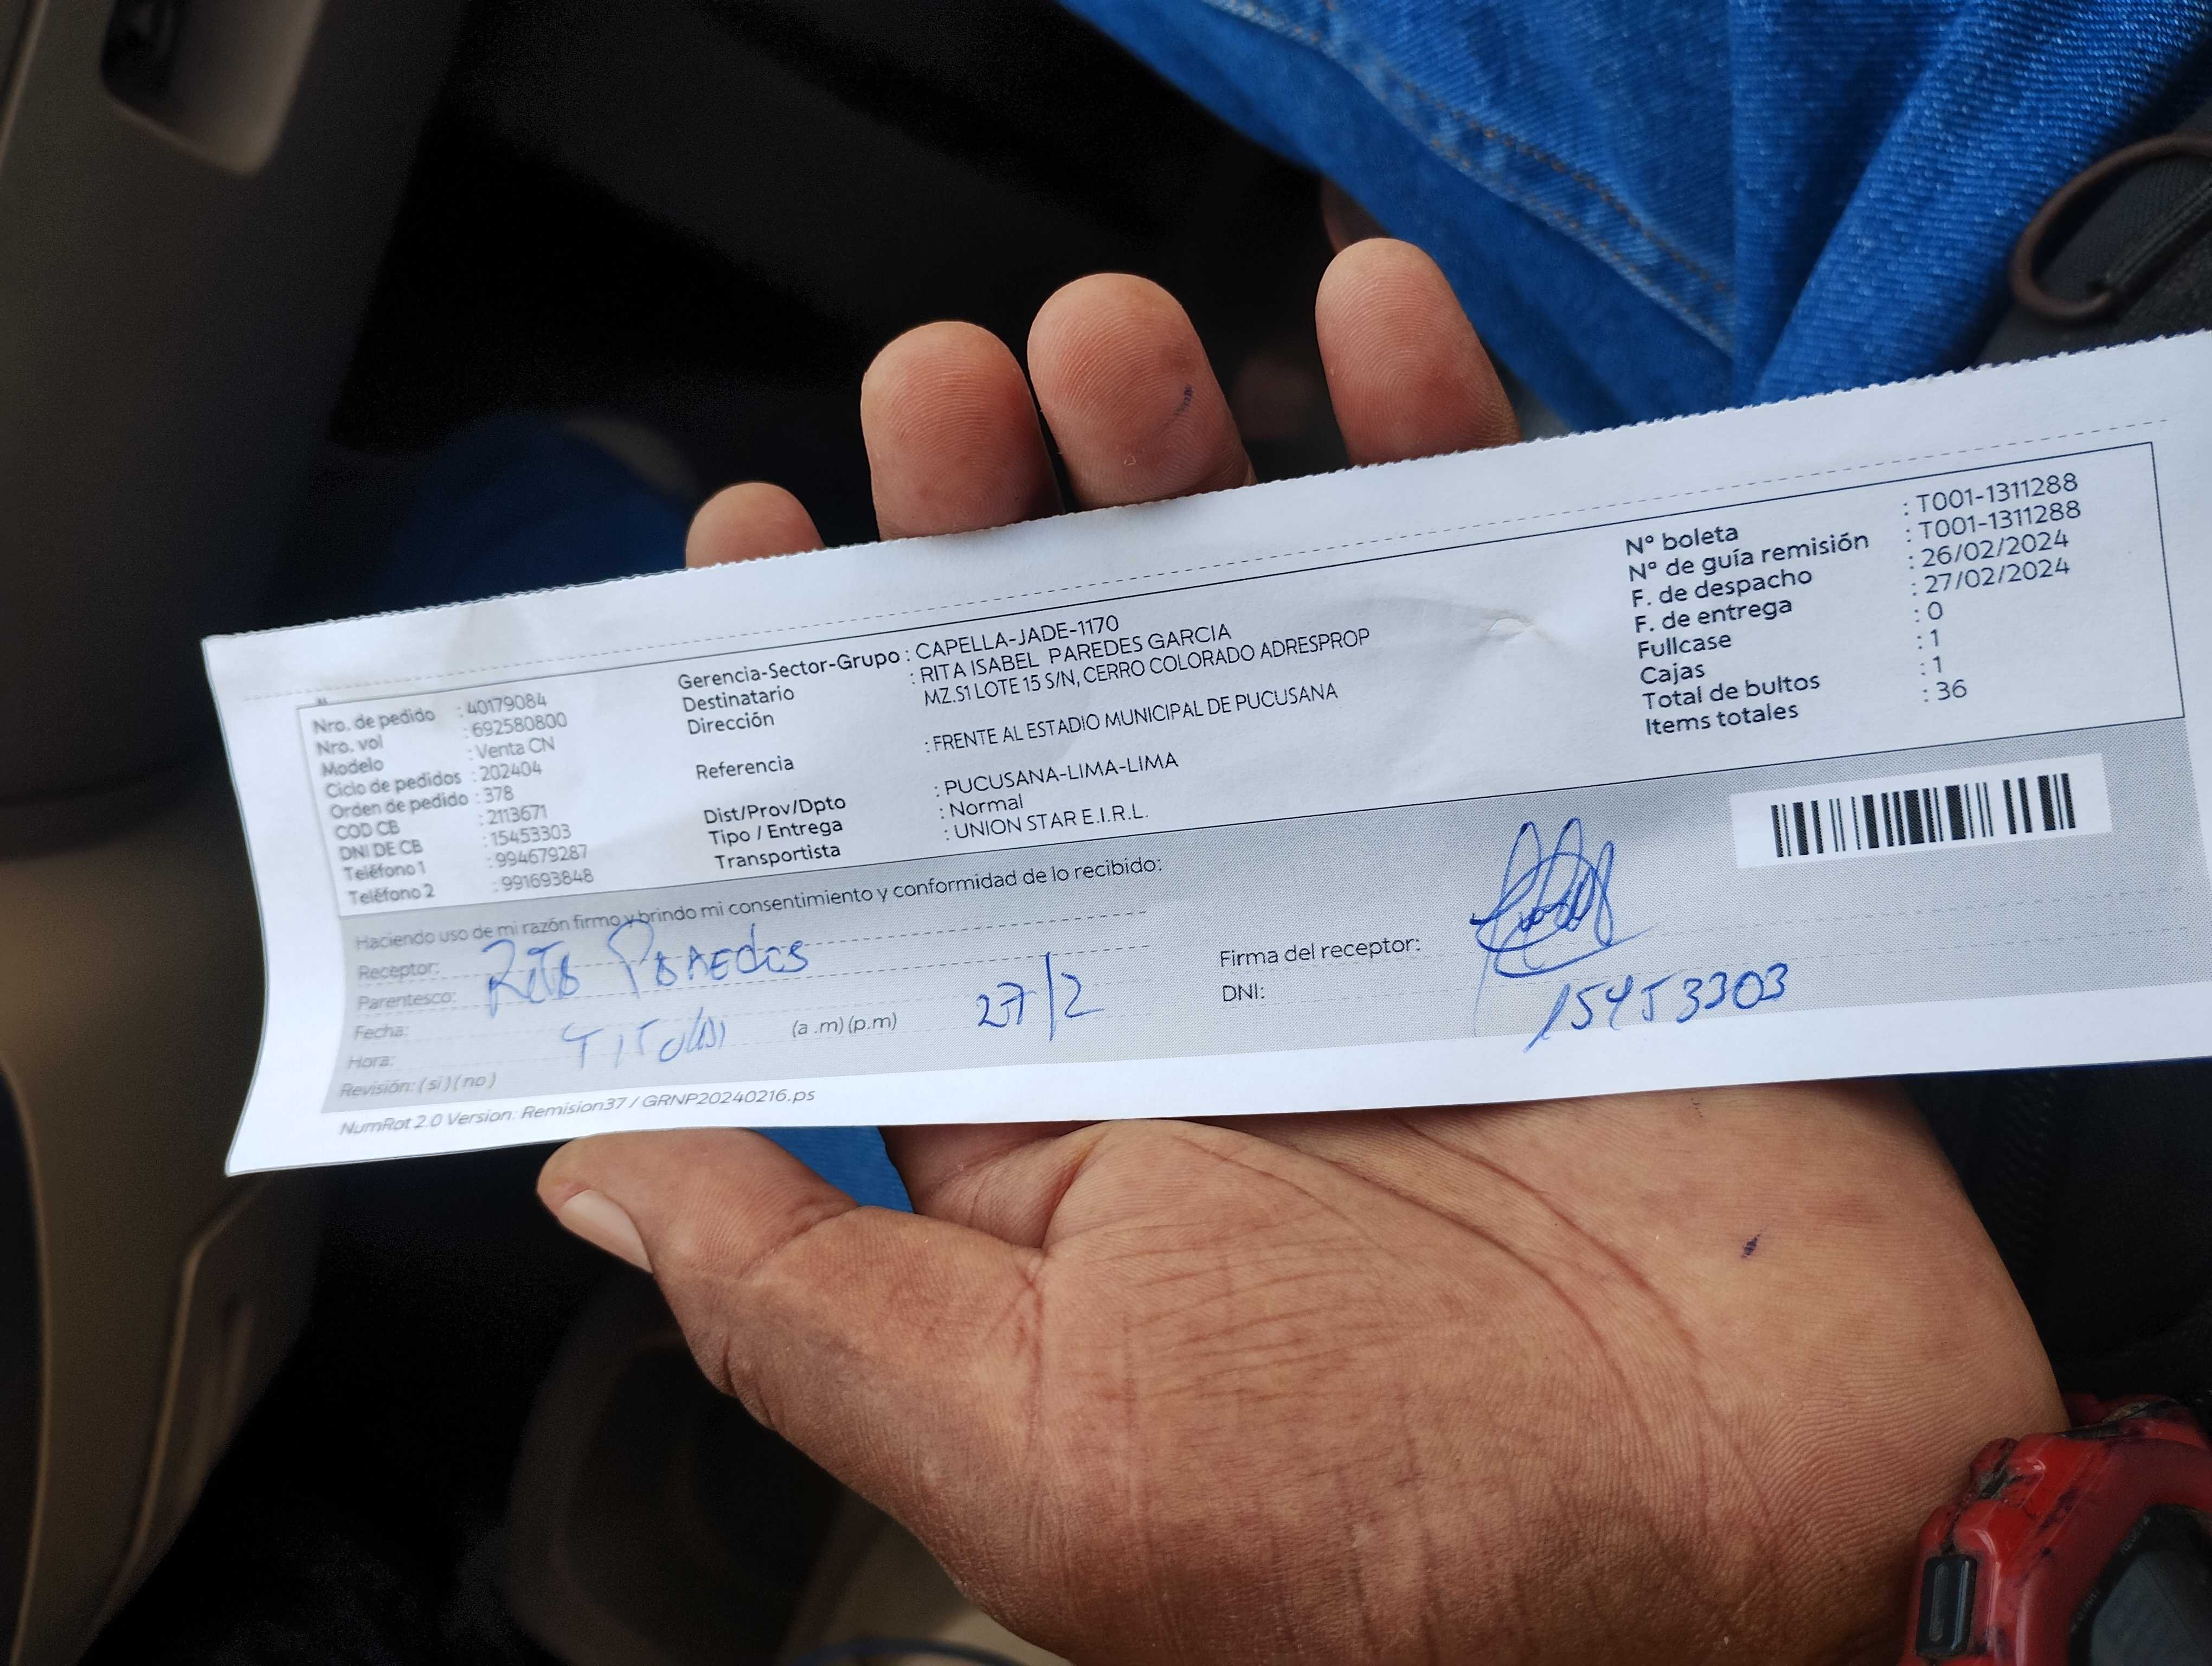 Nro. de pedido : 40179084
Nro. vol : 692580800
Modelo : Venta CN
Ciclo de pedidos : 202404
Orden de pedido : 378
COD CB : 2113671
DNI DE CB : 15453303
Teléfono 1 : 994679287
Teléfono 2 : 991693848
Gerencia-Sector-Grupo : CAPELLA-JADE-1170
Destinatario : RITA ISABEL PAREDES GARCIA
Dirección MZ.S1 LOTE 15 S/N, CERRO COLORADO ADRESPROP
Referencia : FRENTE AL ESTADIO MUNICIPAL DE PUCUSANA
Dist/Prov/Dpto : PUCUSANA-LIMA-LIMA
Tipo / Entrega : Normal
Transportista : UNION STAR E.I.R.L.
Nº boleta : T001-1311288
Nº de guía remisión : T001-1311288
F. de despacho : 26/02/2024
F. de entrega : 27/02/2024
Fullcase : 0
Cajas : 1
Total de bultos : 1
Items totales : 36
Haciendo uso de mi razón firmo y brindo mi consentimiento y conformidad de lo recibido:
Receptor: Rita Paredes
Parentesco:
Fecha: Titular 27/2
Hora: (a .m) (p.m)
Revisión: ( si ) ( no )
Firma del receptor:
DNI: 15453303
NumRot 2.0 Version: Remision37 / GRNP20240216.ps